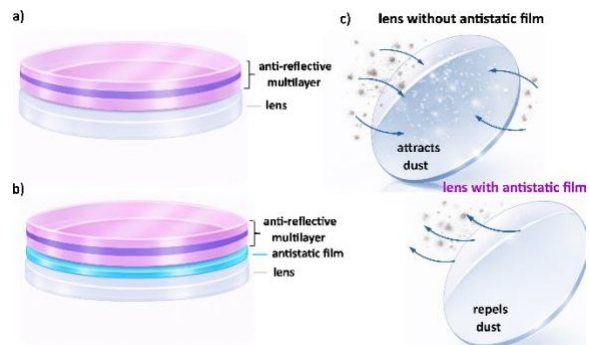 a)
anti-reflective
multilayer
lens
b)
anti-reflective
multilayer
antistatic film
lens
c)
lens without antistatic film
attracts
dust
lens with antistatic film
repels
dust